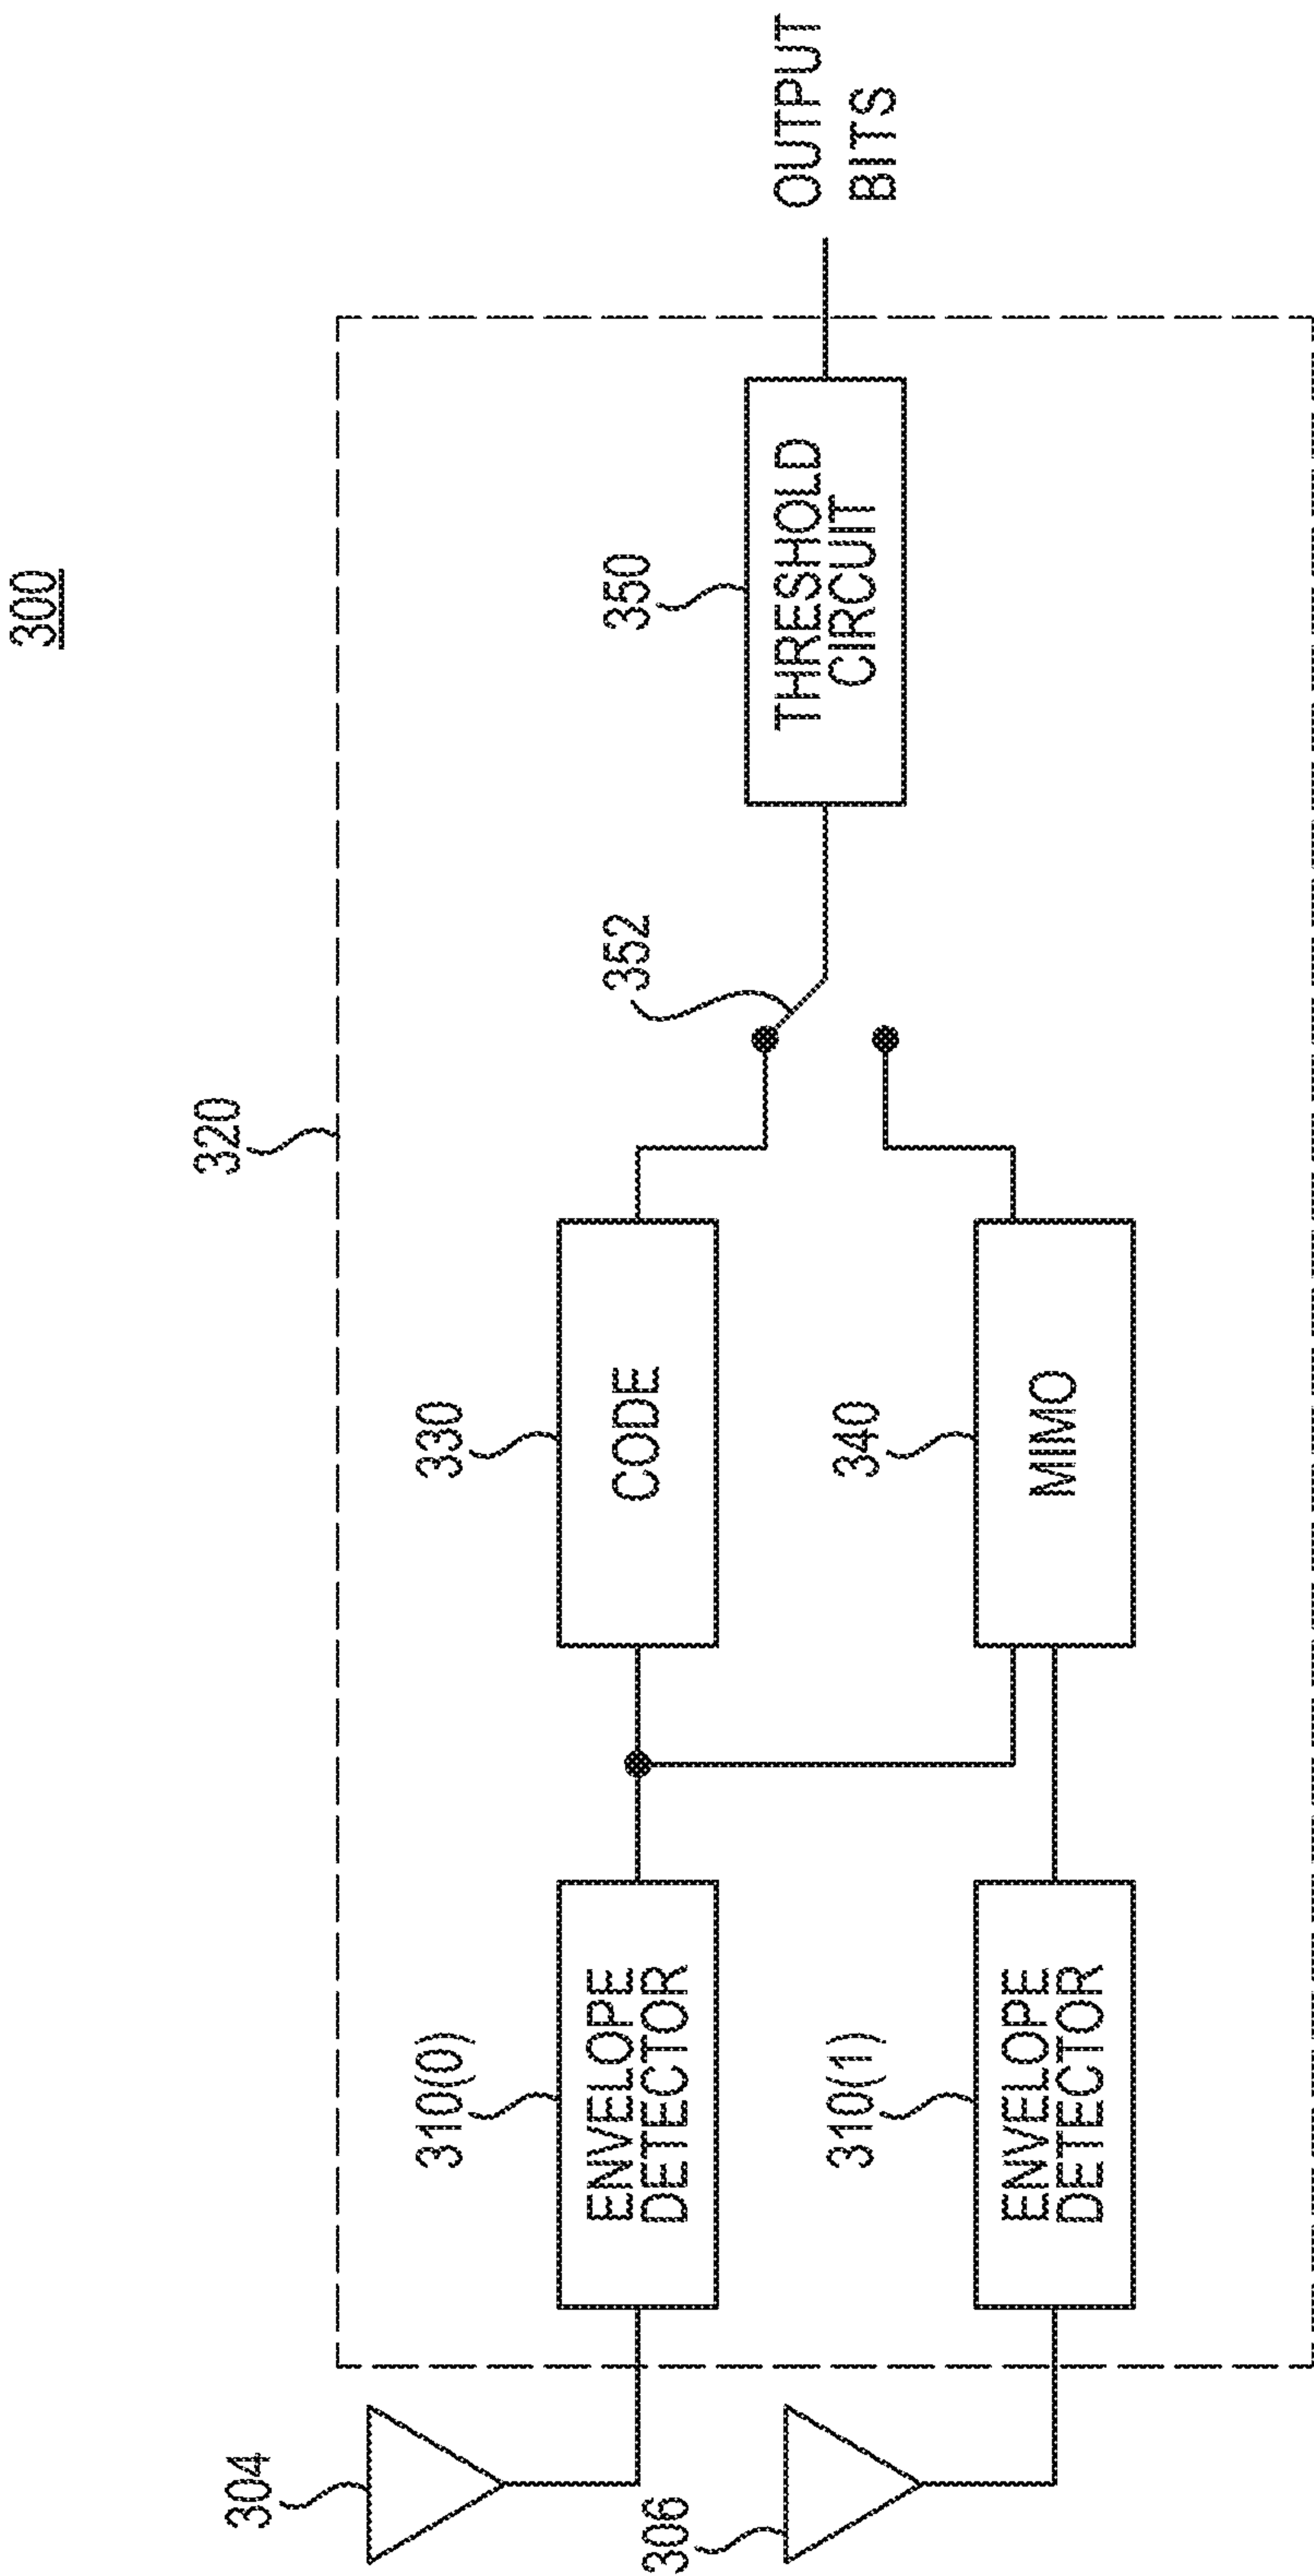 300
320
304
310(0)
ENVELOPE
DETECTOR
330
CODE
352
350
THRESHOLD
CIRCUIT
OUTPUT
BITS
306
310(1)
ENVELOPE
DETECTOR
340
MIMO